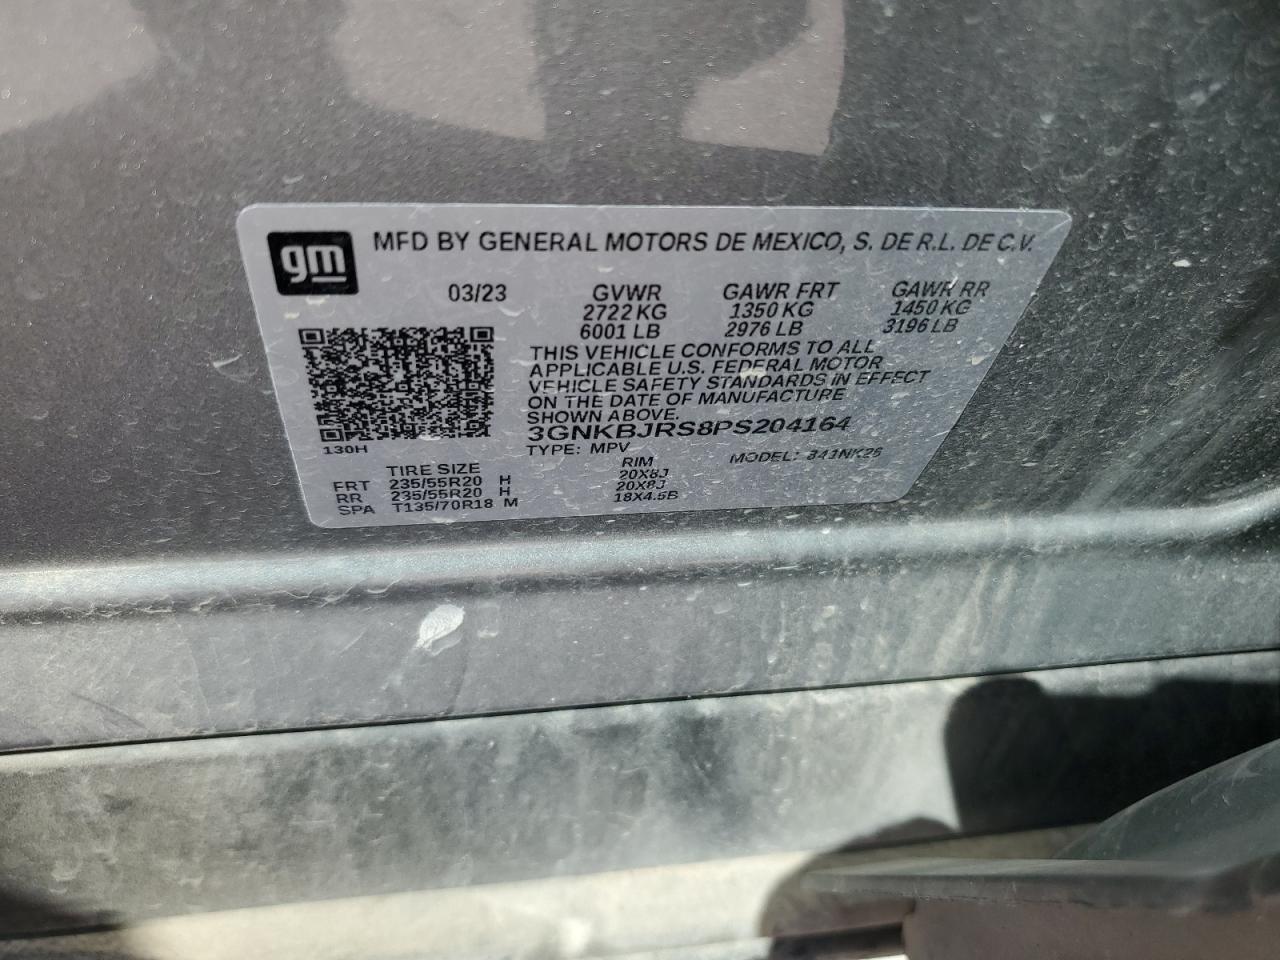 gm
MFD BY GENERAL MOTORS DE MEXICO, S. DE R.L. DE C.V.
03/23 GVWR GAWR FRT GAWR RR
2722 KG 1350 KG 1450 KG
6001 LB 2976 LB 3196 LB
THIS VEHICLE CONFORMS TO ALL
APPLICABLE U.S. FEDERAL MOTOR
VEHICLE SAFETY STANDARDS IN EFFECT
ON THE DATE OF MANUFACTURE
SHOWN ABOVE.
3GNKBJRS8PS204164
130H
TYPE: MPV MODEL: 841NK26
TIRE SIZE RIM
FRT 235/55R20 H 20X8J
RR 235/55R20 H 20X8J
SPA T135/70R18 M 18X4.5B